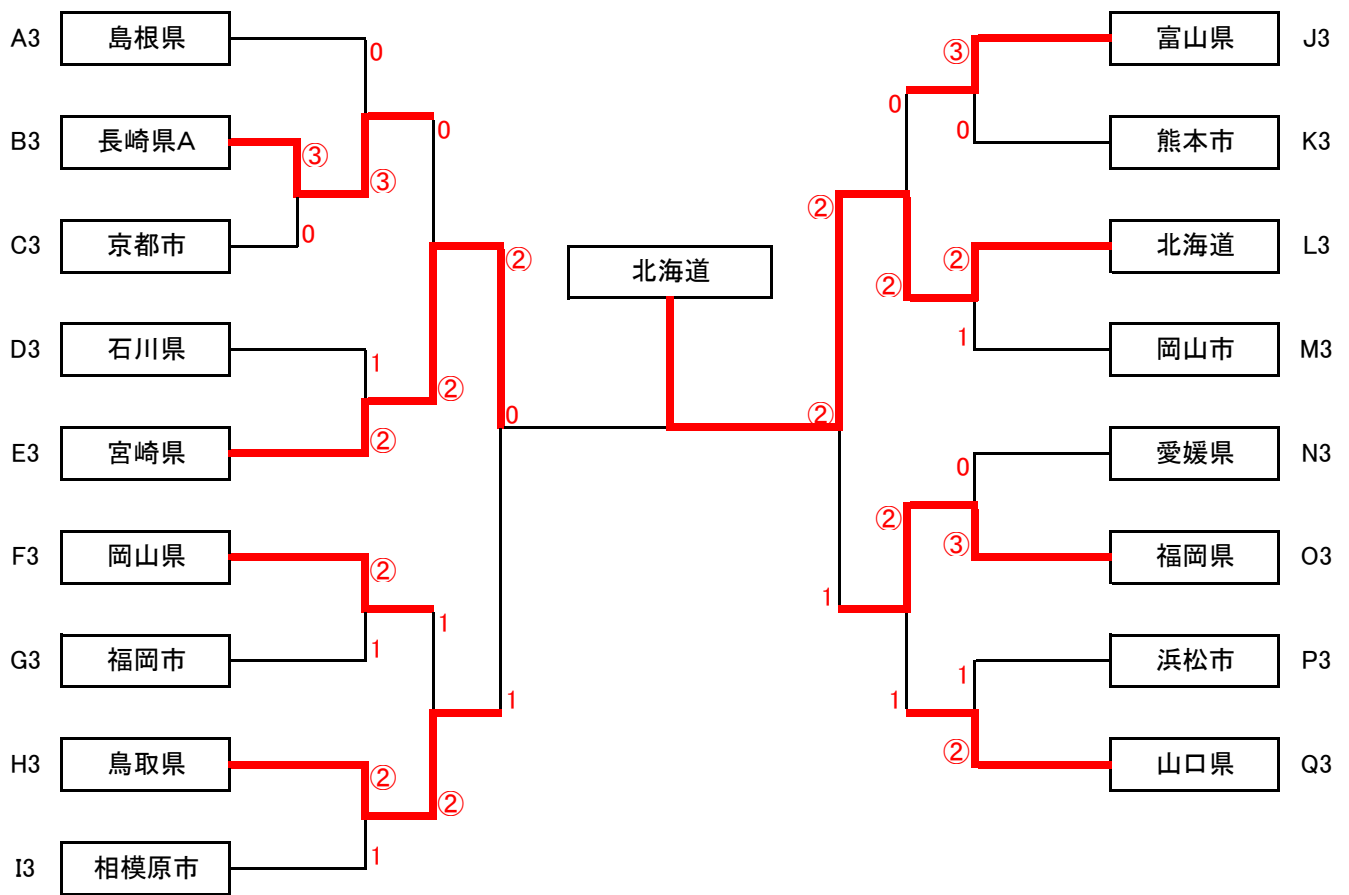 A3 島根県 0 ③ 富山県 J3
B3 長崎県A ③ ③ 0 0 0 熊本市 K3
C3 京都市 0 ② 北海道 ② ② ② 北海道 L3
D3 石川県 1 ② 1 岡山市 M3
E3 宮崎県 ② 0 ② 0 愛媛県 N3
F3 岡山県 ② ② ③ 福岡県 O3
G3 福岡市 1 1 1 1 浜松市 P3
H3 鳥取県 ② ② 1 1 ② 山口県 Q3
I3 相模原市 1